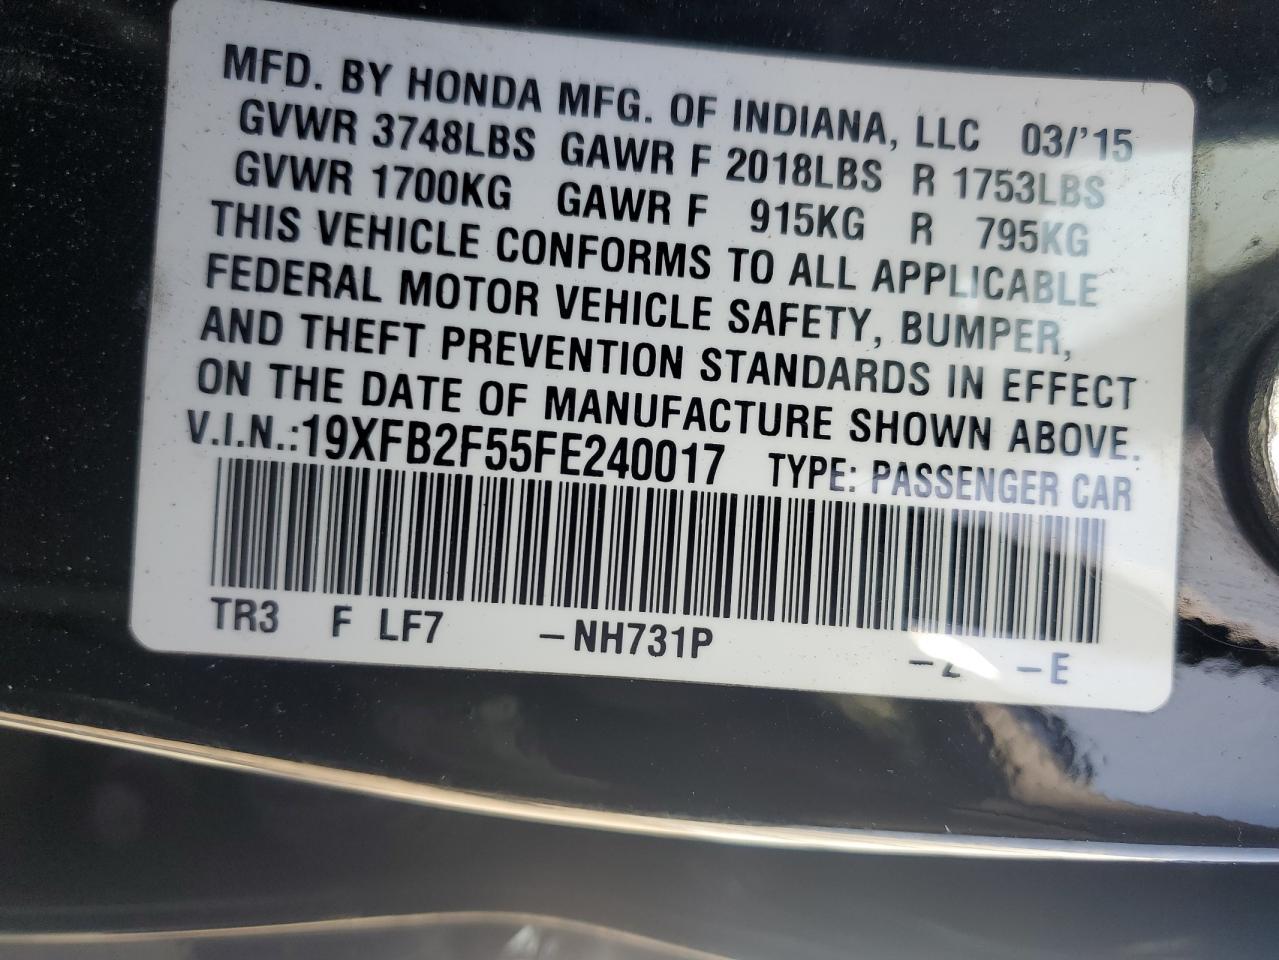 MFD. BY HONDA MFG. OF INDIANA, LLC 03/'15
GVWR 3748LBS GAWR F 2018LBS R 1753LBS
GVWR 1700KG GAWR F 915KG R 795KG
THIS VEHICLE CONFORMS TO ALL APPLICABLE
FEDERAL MOTOR VEHICLE SAFETY, BUMPER,
AND THEFT PREVENTION STANDARDS IN EFFECT
ON THE DATE OF MANUFACTURE SHOWN ABOVE.
V.I.N.:19XFB2F55FE240017 TYPE: PASSENGER CAR
TR3 F LF7 –NH731P –2 –E